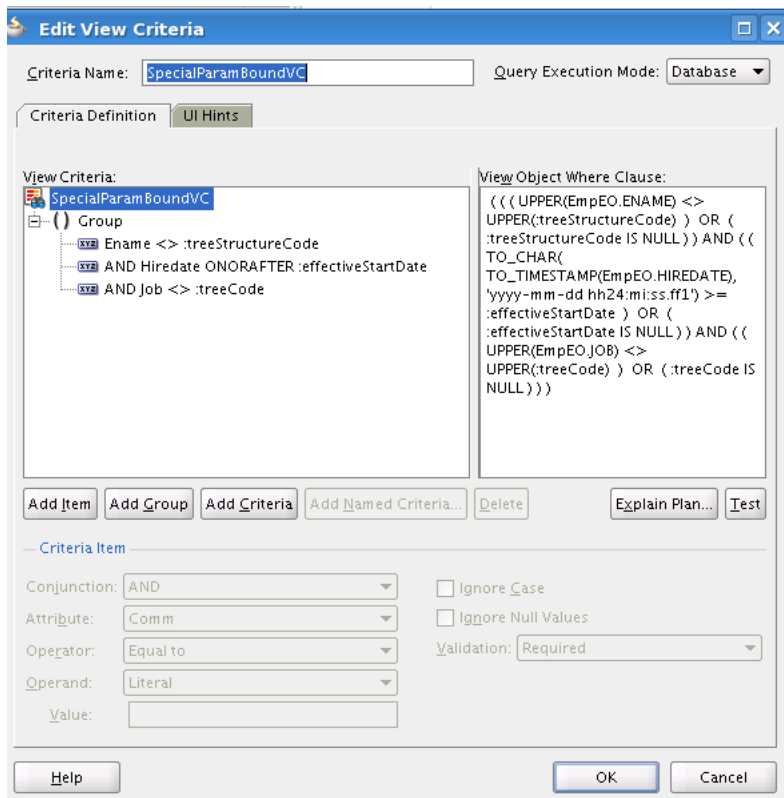 Edit View Criteria
Criteria Name: SpecialParamBoundVC Query Execution Mode: Database
Criteria Definition UI Hints
View Criteria: View Object Where Clause:
SpecialParamBoundVC
( ) Group
xyz Ename <> :treeStructureCode
xyz AND Hiredate ONORAFTER :effectiveStartDate
xyz AND Job <> :treeCode
( ( ( UPPER(EmpEO.ENAME) <>
UPPER(:treeStructureCode) ) OR (
:treeStructureCode IS NULL ) ) AND ( (
TO_CHAR(
TO_TIMESTAMP(EmpEO.HIREDATE),
'yyyy-mm-dd hh24:mi:ss.ff1') >=
:effectiveStartDate ) OR (
:effectiveStartDate IS NULL ) ) AND ( (
UPPER(EmpEO.JOB) <>
UPPER(:treeCode) ) OR ( :treeCode IS
NULL ) ) )
Add Item Add Group Add Criteria Add Named Criteria... Delete Explain Plan... Test
Criteria Item
Conjunction: AND Ignore Case
Attribute: Comm Ignore Null Values
Operator: Equal to Validation: Required
Operand: Literal
Value:
Help OK Cancel